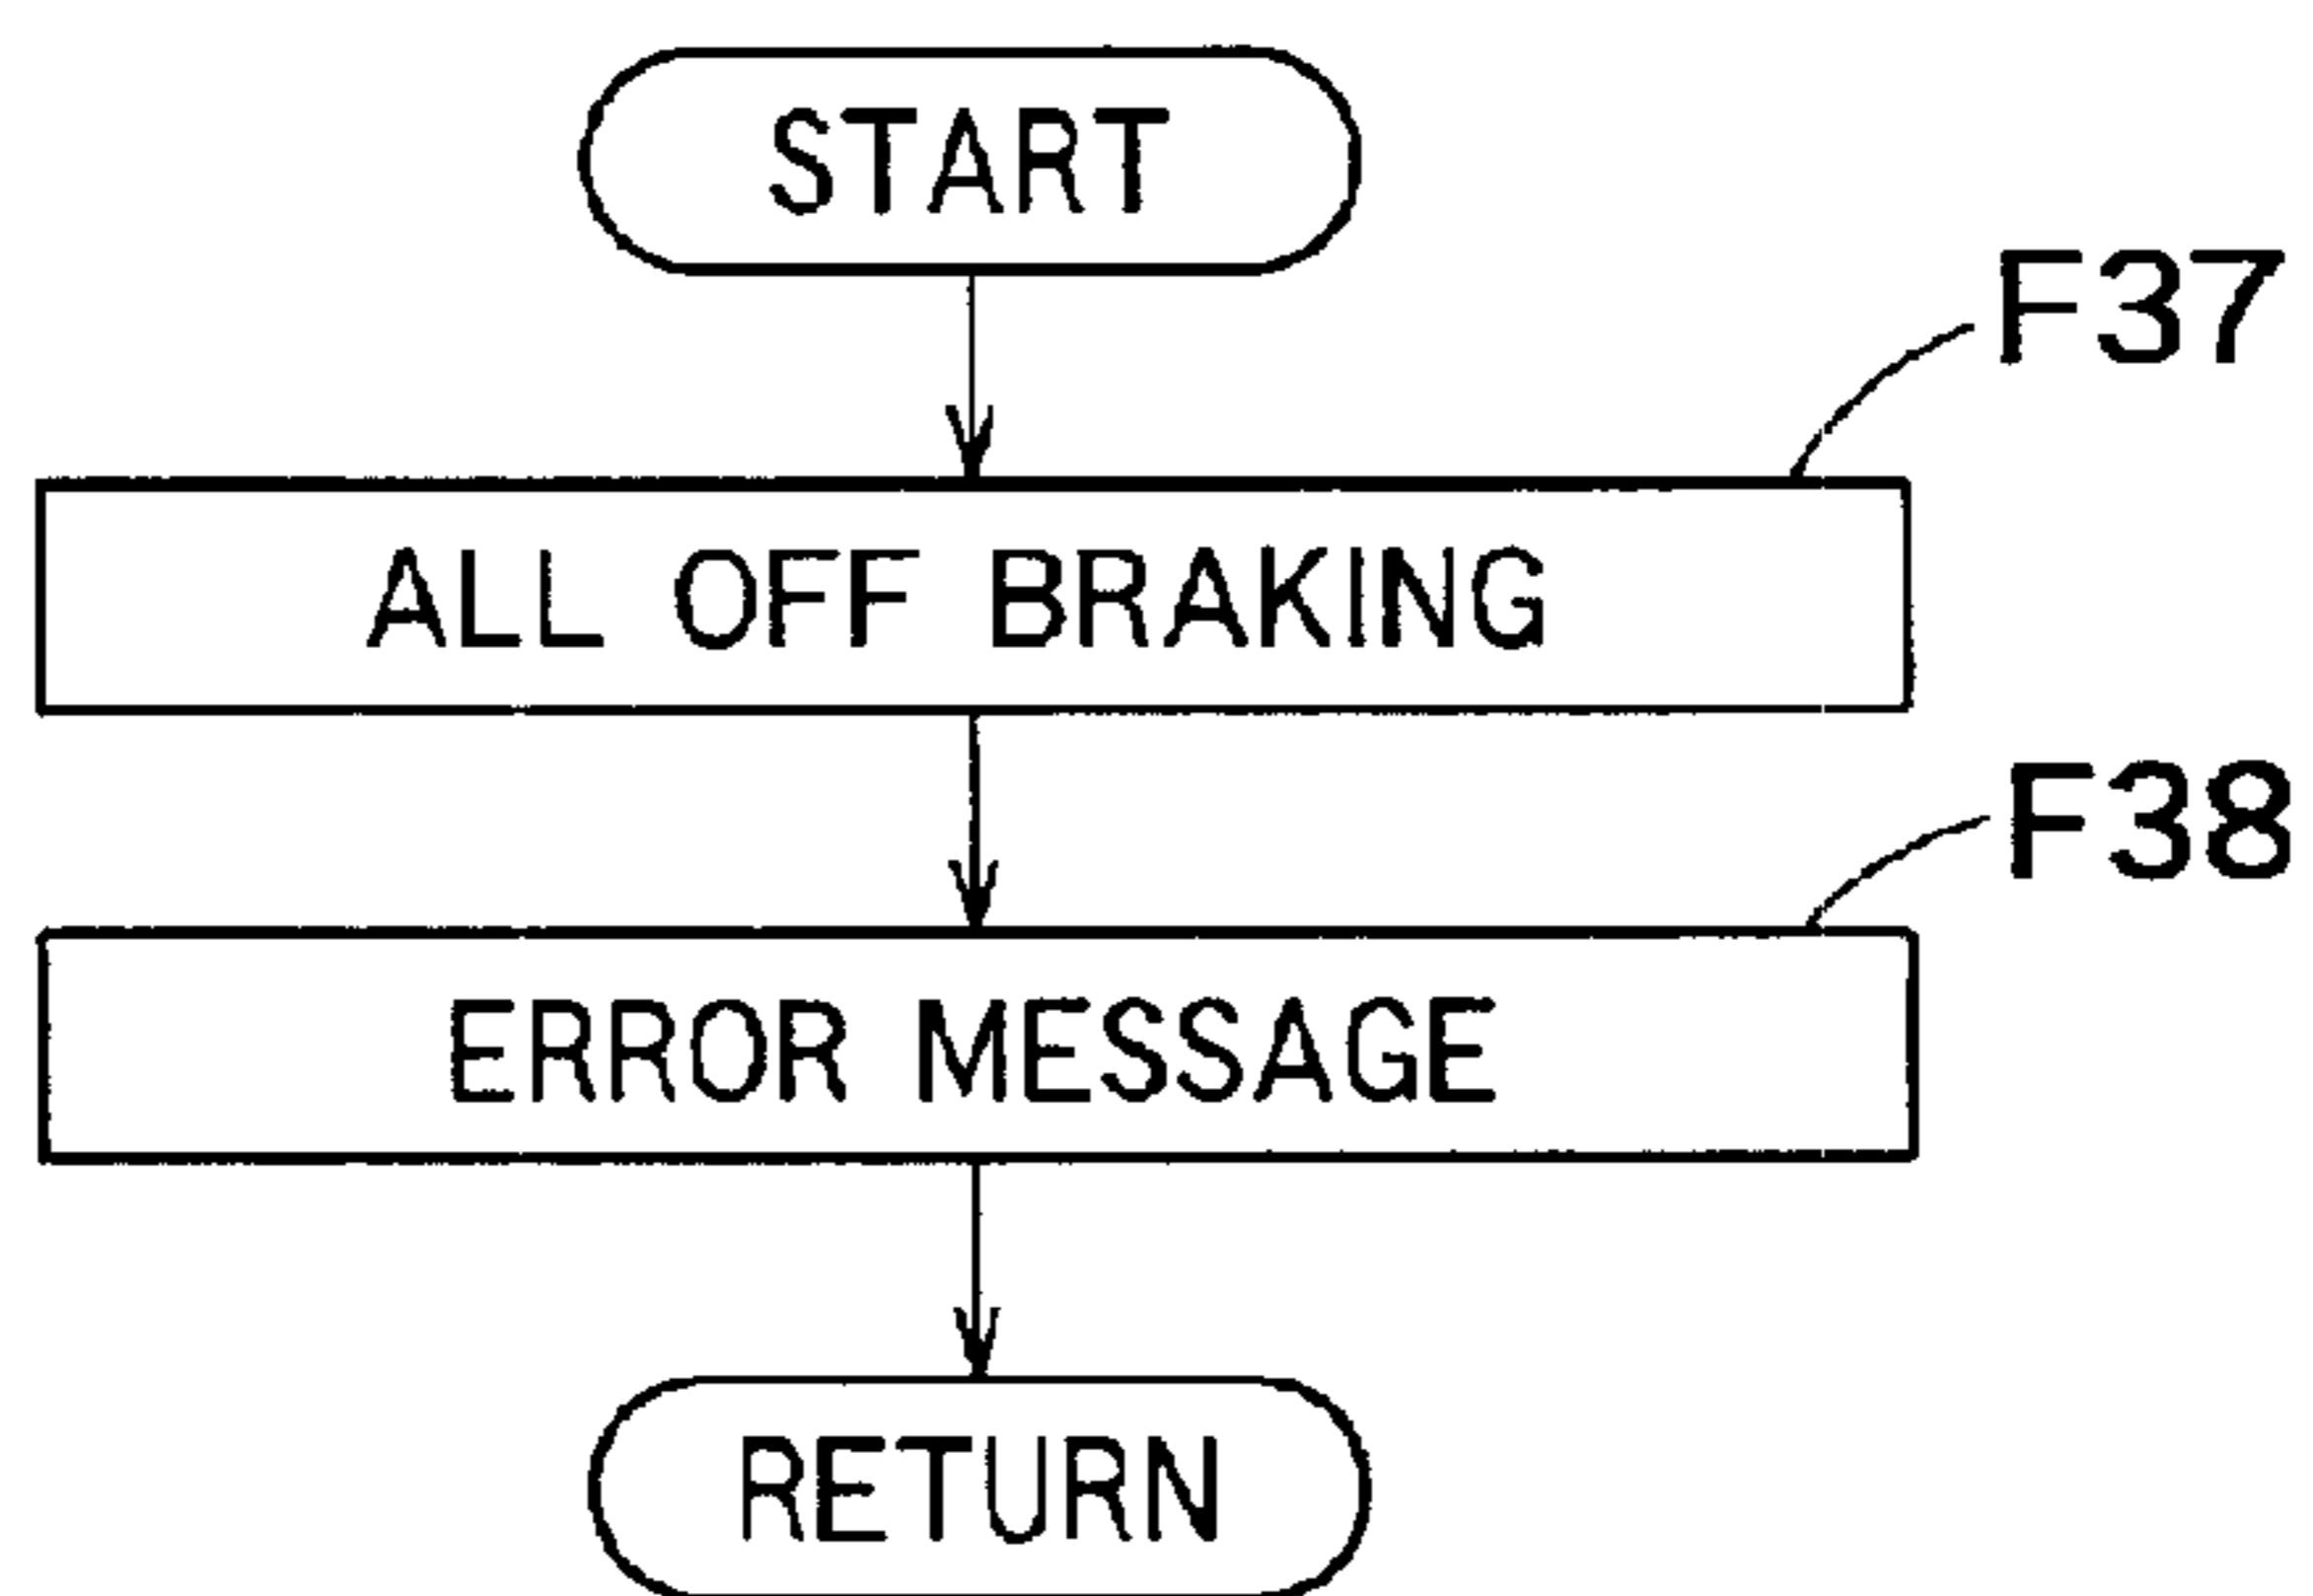 START
F37
ALL OFF BRAKING
F38
ERROR MESSAGE
RETURN